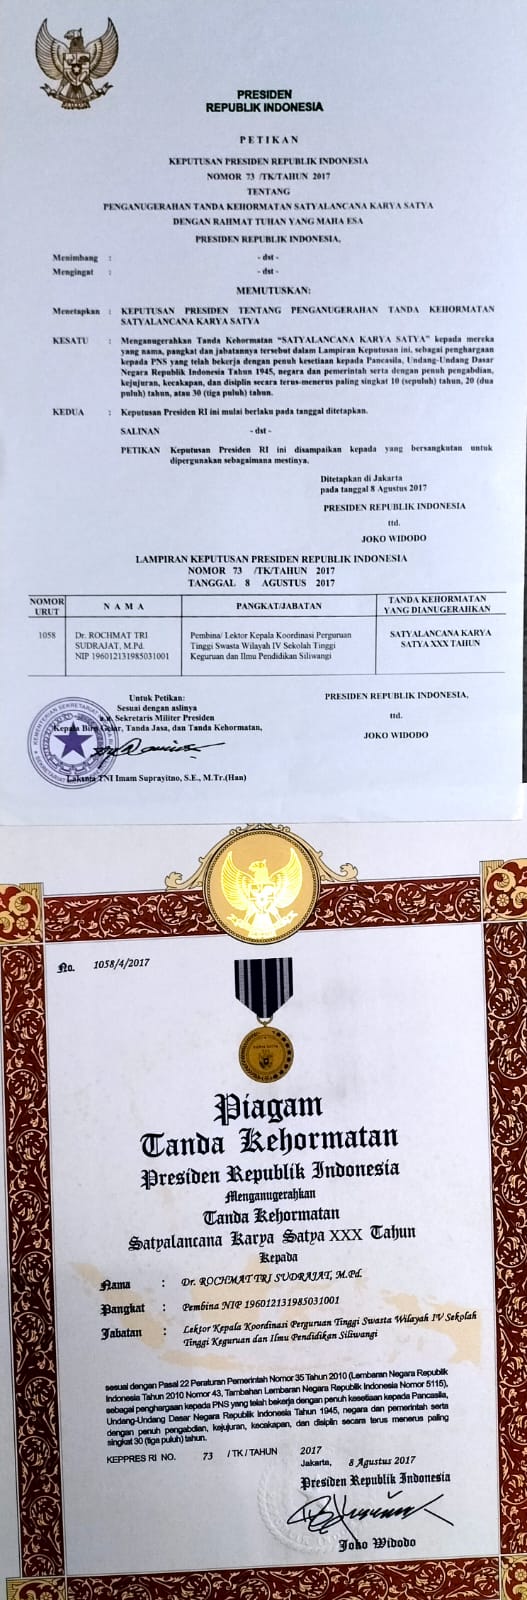 PRESIDEN
REPUBLIK INDONESIA
PETIKAN
KEPUTUSAN PRESIDEN REPUBLIK INDONESIA
NOMOR 73 /TK/TAHUN 2017
TENTANG
PENGANUGERAHAN TANDA KEHORMATAN SATYALANCANA KARYA SATYA
DENGAN RAHMAT TUHAN YANG MAHA ESA
PRESIDEN REPUBLIK INDONESIA,
Menimbang : - dst -
Mengingat : - dst -
MEMUTUSKAN:
Menetapkan : KEPUTUSAN PRESIDEN TENTANG PENGANUGERAHAN TANDA KEHORMATAN
SATYALANCANA KARYA SATYA
KESATU : Menganugerahkan Tanda Kehormatan "SATYALANCANA KARYA SATYA" kepada mereka
yang nama, pangkat dan jabatannya tersebut dalam Lampiran Keputusan ini, sebagai penghargaan
kepada PNS yang telah bekerja dengan penuh kesetiaan kepada Pancasila, Undang-Undang Dasar
Negara Republik Indonesia Tahun 1945, negara dan pemerintah serta dengan penuh pengabdian,
kejujuran, kecakapan, dan disiplin secara terus-menerus paling singkat 10 (sepuluh) tahun, 20 (dua
puluh) tahun, atau 30 (tiga puluh) tahun.
KEDUA : Keputusan Presiden RI ini mulai berlaku pada tanggal ditetapkan.
SALINAN - dst -
PETIKAN Keputusan Presiden RI ini disampaikan kepada yang bersangkutan untuk
dipergunakan sebagaimana mestinya.
Ditetapkan di Jakarta
pada tanggal 8 Agustus 2017
PRESIDEN REPUBLIK INDONESIA
ttd.
JOKO WIDODO
LAMPIRAN KEPUTUSAN PRESIDEN REPUBLIK INDONESIA
NOMOR 73 /TK/TAHUN 2017
TANGGAL 8 AGUSTUS 2017
NOMOR URUT NAMA PANGKAT/JABATAN TANDA KEHORMATAN YANG DIANUGERAHKAN
1058 Dr. ROCHMAT TRI Pembina/ Lektor Kepala Koordinasi Perguruan SATYALANCANA KARYA
SUDRAJAT, M.Pd. Tinggi Swasta Wilayah IV Sekolah Tinggi SATYA XXX TAHUN
NIP 196012131985031001 Keguruan dan Ilmu Pendidikan Siliwangi
Untuk Petikan:
Sesuai dengan aslinya
a.n. Sekretaris Militer Presiden
Kepala Biro Gelar, Tanda Jasa, dan Tanda Kehormatan,
Laksma TNI Imam Suprayitno, S.E., M.Tr.(Han)
PRESIDEN REPUBLIK INDONESIA,
ttd.
JOKO WIDODO
No. 1058/4/2017
Piagam
Tanda Kehormatan
Presiden Republik Indonesia
Menganugerahkan
Tanda Kehormatan
Satyalancana Karya Satya XXX Tahun
Kepada
Nama : Dr. ROCHMAT TRI SUDRAJAT, M.Pd.
Pangkat : Pembina NIP 196012131985031001
Jabatan : Lektor Kepala Koordinasi Perguruan Tinggi Swasta Wilayah IV Sekolah
Tinggi Keguruan dan Ilmu Pendidikan Siliwangi
sesuai dengan Pasal 22 Peraturan Pemerintah Nomor 35 Tahun 2010 (Lembaran Negara Republik
Indonesia Tahun 2010 Nomor 43, Tambahan Lembaran Negara Republik Indonesia Nomor 5115),
sebagai penghargaan kepada PNS yang telah bekerja dengan penuh kesetiaan kepada Pancasila,
Undang-Undang Dasar Negara Republik Indonesia Tahun 1945, negara dan pemerintah serta
dengan penuh pengabdian, kejujuran, kecakapan, dan disiplin secara terus menerus paling
singkat 30 (tiga puluh) tahun.
KEPPRES RI NO. 73 / TK / TAHUN 2017
Jakarta, 8 Agustus 2017
Presiden Republik Indonesia
Joko Widodo